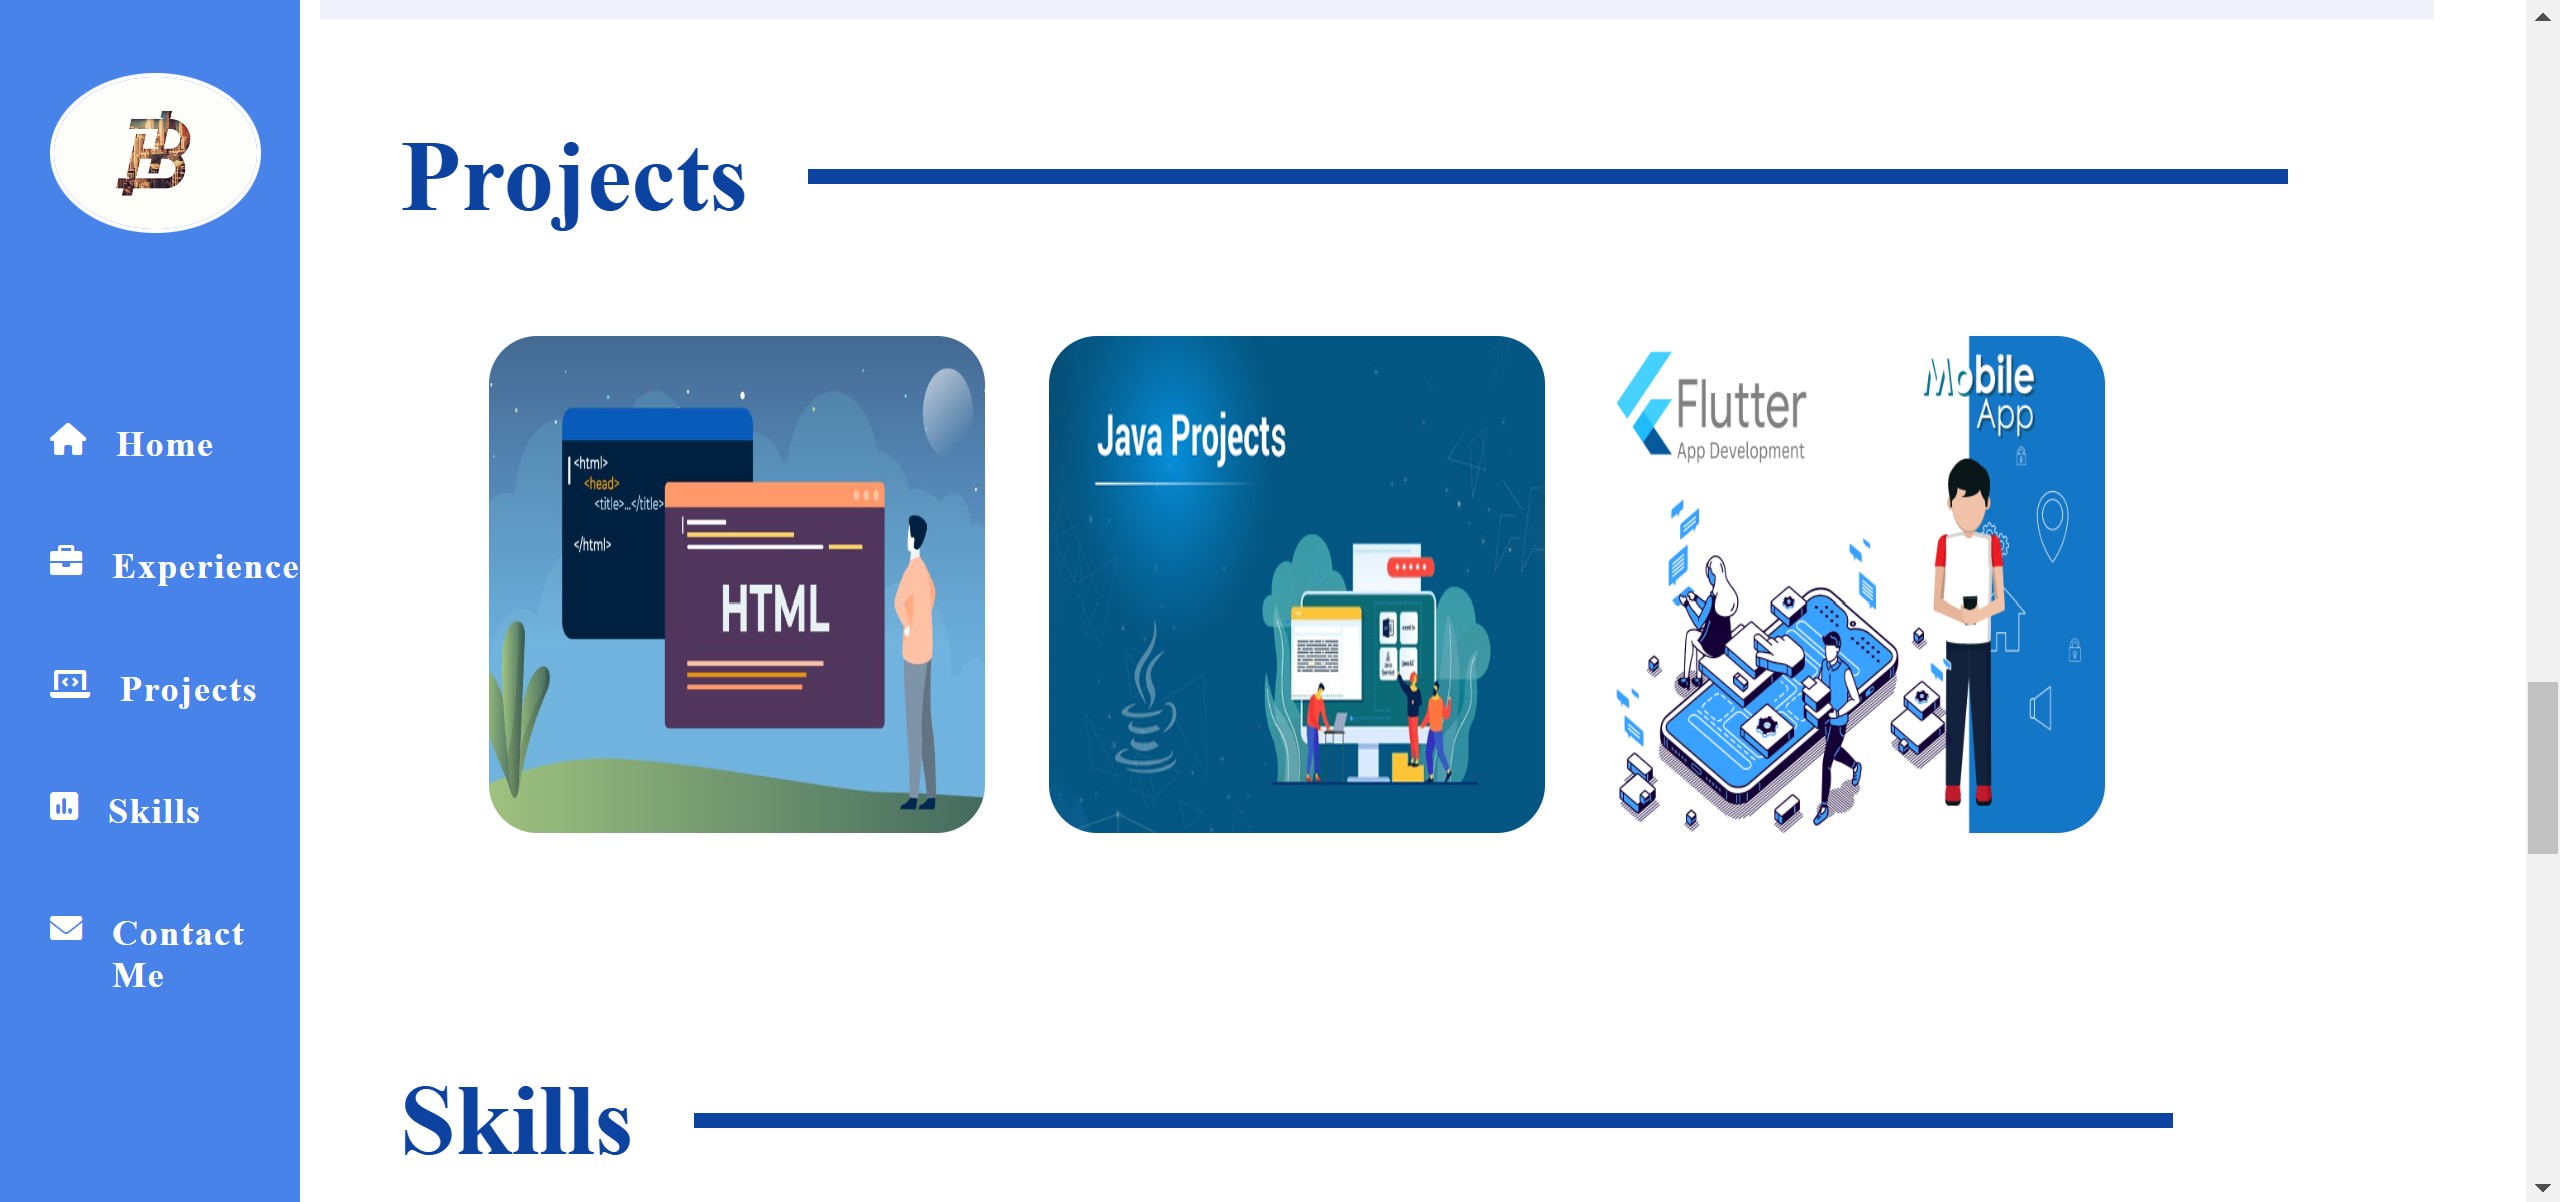 Home
Experience
Projects
Skills
Contact
Me
Projects
<html>
<head>
<title>...</title>
</html>
HTML
Java Projects
Flutter
App Development
Mobile
App
Skills